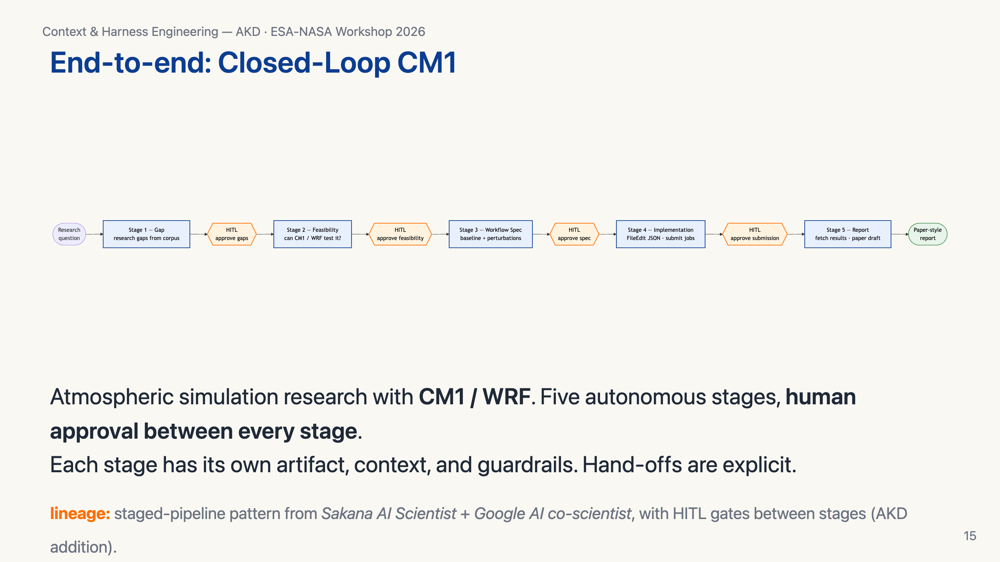 Context & Harness Engineering — AKD · ESA-NASA Workshop 2026
End-to-end: Closed-Loop CM1
Research
question
Stage 1 — Gap
research gaps from corpus
HITL
approve gaps
Stage 2 — Feasibility
can CM1 / WRF test it?
HITL
approve feasibility
Stage 3 — Workflow Spec
baseline + perturbations
HITL
approve spec
Stage 4 — Implementation
FileEdit JSON · submit jobs
HITL
approve submission
Stage 5 — Report
fetch results · paper draft
Paper-style
report
Atmospheric simulation research with CM1 / WRF. Five autonomous stages, human
approval between every stage.
Each stage has its own artifact, context, and guardrails. Hand-offs are explicit.
lineage: staged-pipeline pattern from Sakana AI Scientist + Google AI co-scientist, with HITL gates between stages (AKD
addition).
15